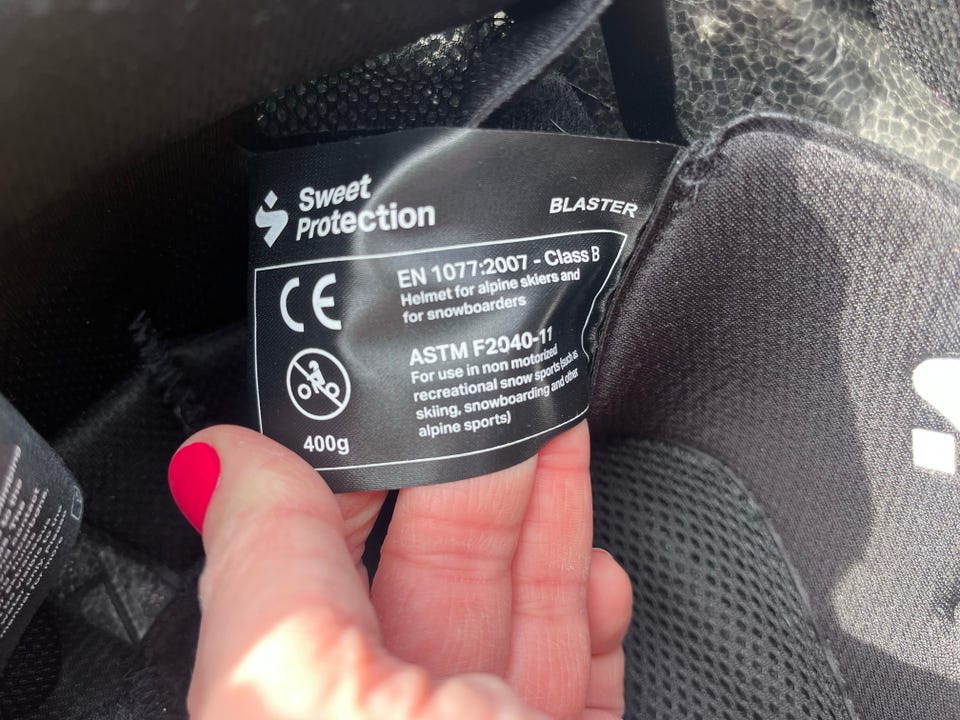 Sweet
Protection
BLASTER
CE
EN 1077:2007 - Class B
Helmet for alpine skiers and
for snowboarders
ASTM F2040-11
For use in non motorized
recreational snow sports (such as
skiing, snowboarding and other
alpine sports)
400g